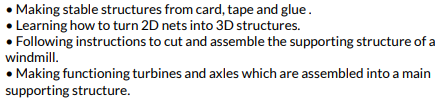 • Making stable structures from card, tape and glue .
• Learning how to turn 2D nets into 3D structures.
• Following instructions to cut and assemble the supporting structure of a
windmill.
• Making functioning turbines and axles which are assembled into a main
supporting structure.